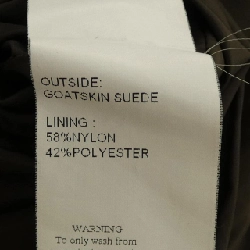 OUTSIDE:
GOATSKIN SUEDE
LINING :
58%NYLON
42%POLYESTER
WARNING
To only wash from